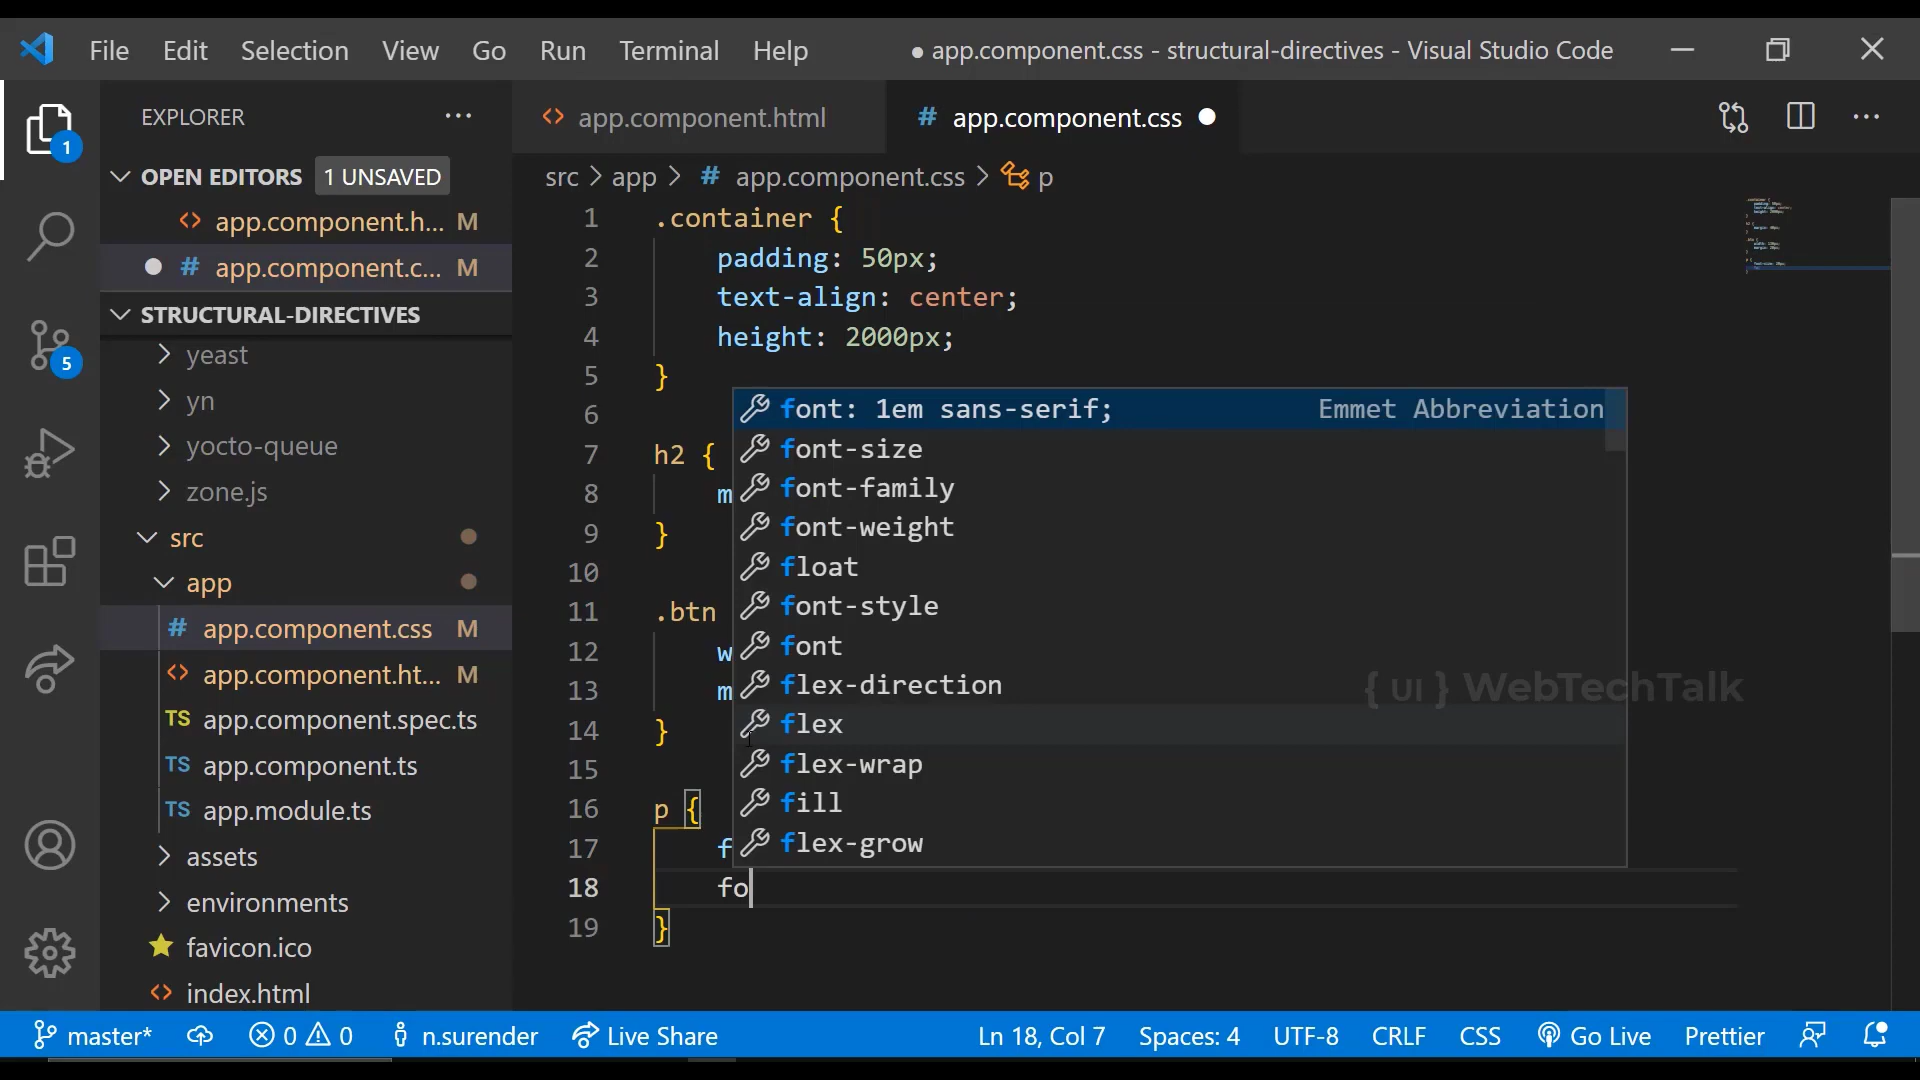 File Edit Selection View Go Run Terminal Help
● app.component.css - structural-directives - Visual Studio Code
EXPLORER
1
OPEN EDITORS 1 UNSAVED
app.component.h... M
app.component.c... M
STRUCTURAL-DIRECTIVES
yeast
yn
yocto-queue
zone.js
src
app
app.component.css M
app.component.ht... M
TS app.component.spec.ts
TS app.component.ts
TS app.module.ts
assets
environments
favicon.ico
index.html
5
app.component.html
# app.component.css
src > app > # app.component.css > p
1 .container {
2 padding: 50px;
3 text-align: center;
4 height: 2000px;
5 }
6
7 h2 {
8 m
9 }
10
11 .btn
12 w
13 m
14 }
15
16 p {
17 f
18 fo
19 }
font: 1em sans-serif; Emmet Abbreviation
font-size
font-family
font-weight
float
font-style
font
flex-direction
flex
flex-wrap
fill
flex-grow
{ UI } WebTechTalk
master* 0 0 n.surender Live Share Ln 18, Col 7 Spaces: 4 UTF-8 CRLF CSS Go Live Prettier